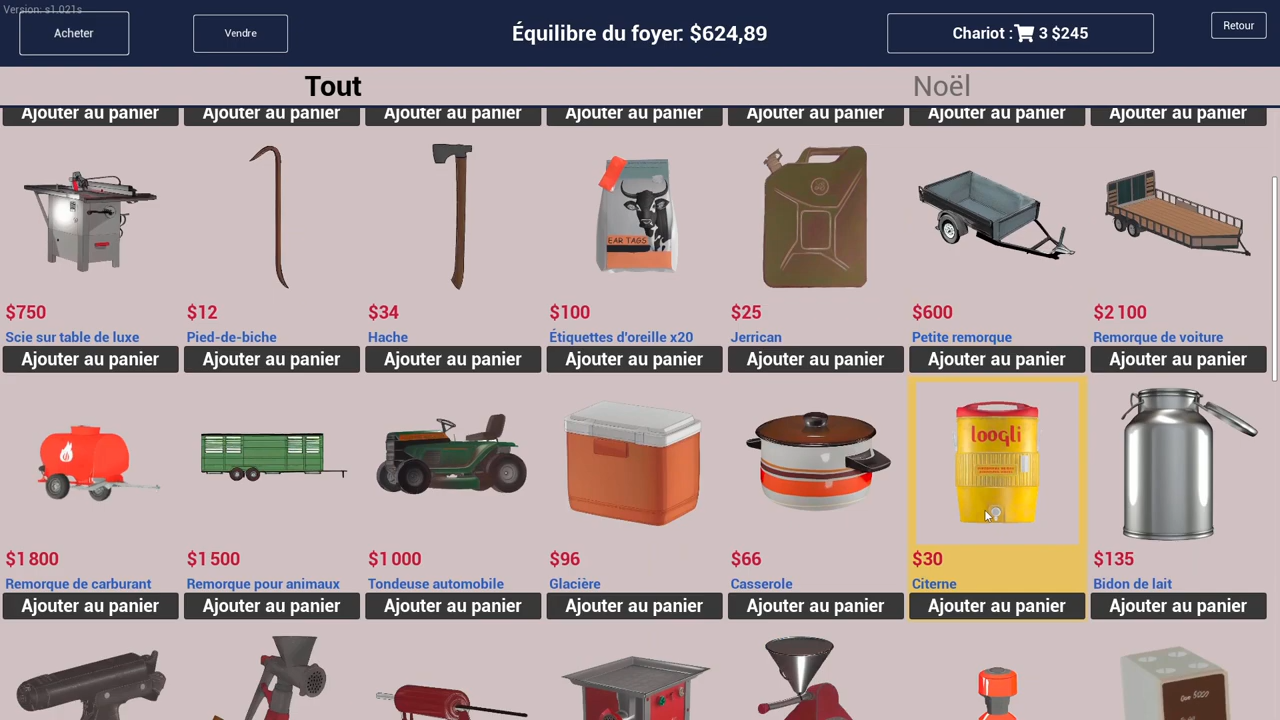 Version: s1.021s
Acheter
Vendre
Équilibre du foyer: $624,89
Chariot : 3 $245
Retour
Tout
Noël
Ajouter au panier
Ajouter au panier
Ajouter au panier
Ajouter au panier
Ajouter au panier
Ajouter au panier
Ajouter au panier
EAR TAGS
$750
$12
$34
$100
$25
$600
$2 100
Scie sur table de luxe
Pied-de-biche
Hache
Étiquettes d'oreille x20
Jerrican
Petite remorque
Remorque de voiture
Ajouter au panier
Ajouter au panier
Ajouter au panier
Ajouter au panier
Ajouter au panier
Ajouter au panier
Ajouter au panier
loogli
$1 800
$1 500
$1 000
$96
$66
$30
$135
Remorque de carburant
Remorque pour animaux
Tondeuse automobile
Glacière
Casserole
Citerne
Bidon de lait
Ajouter au panier
Ajouter au panier
Ajouter au panier
Ajouter au panier
Ajouter au panier
Ajouter au panier
Ajouter au panier